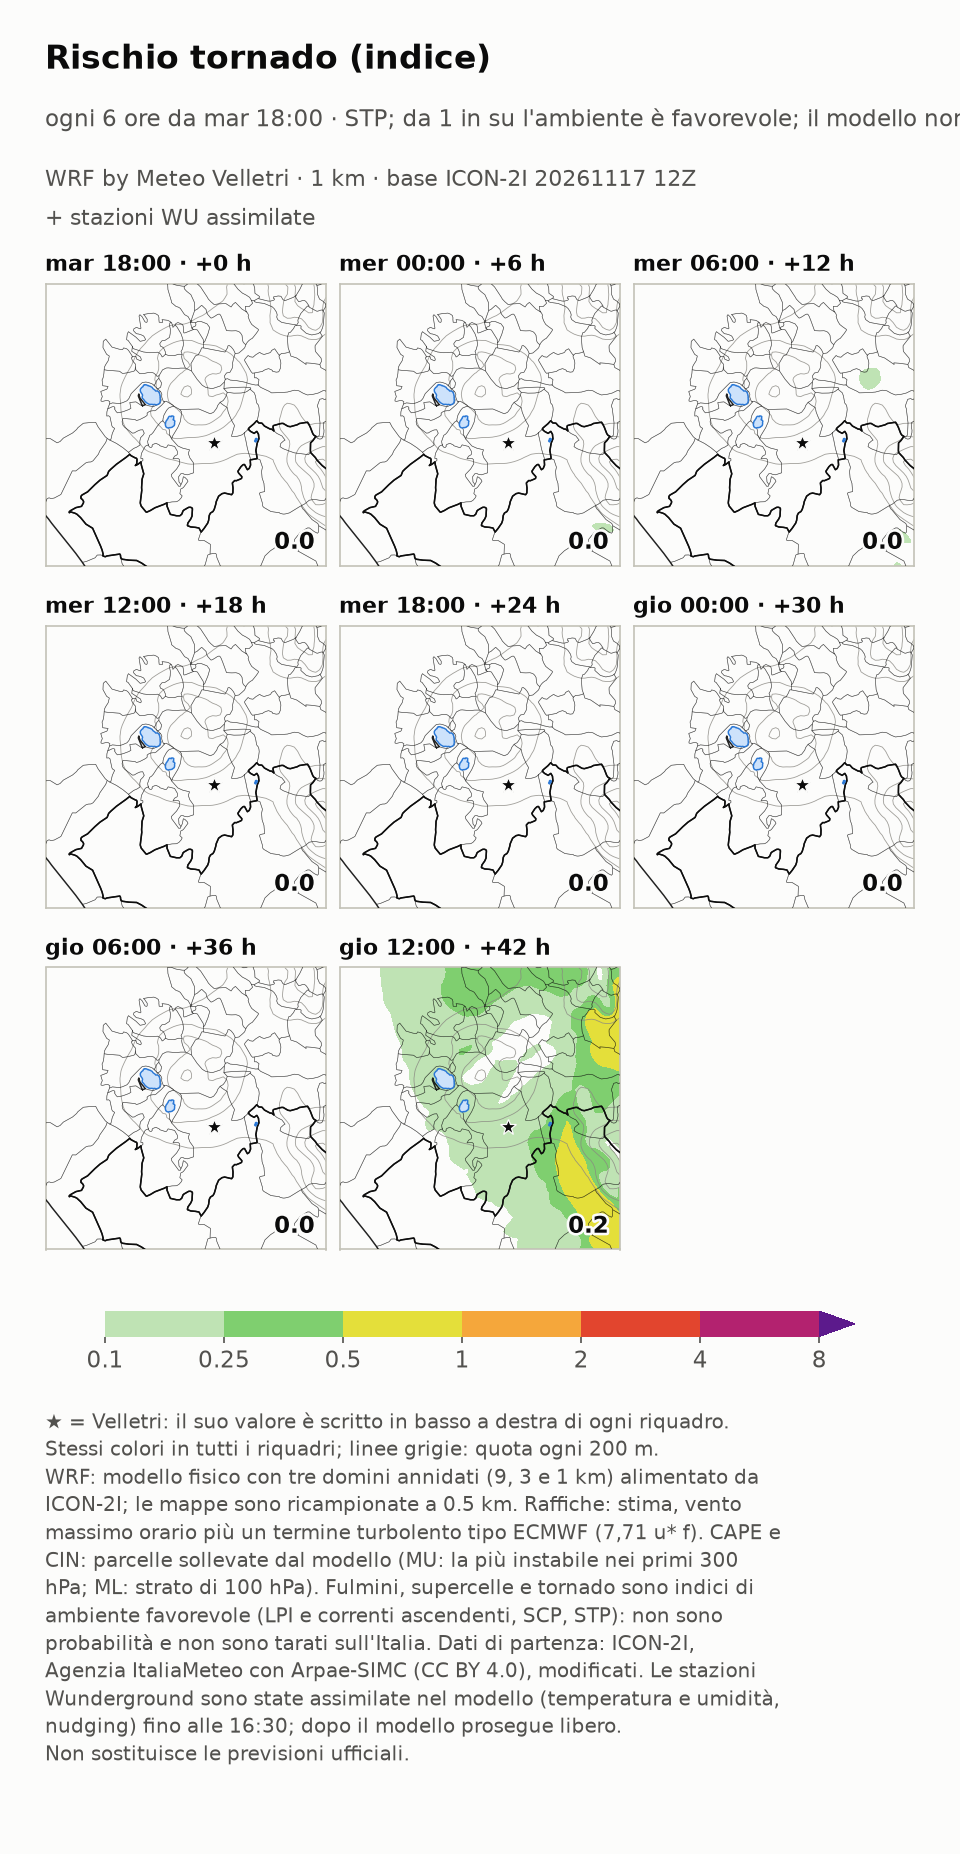 Rischio tornado (indice)
ogni 6 ore da mar 18:00 · STP; da 1 in su l'ambiente è favorevole; il modello non
WRF by Meteo Velletri · 1 km · base ICON-2I 20261117 12Z
+ stazioni WU assimilate
mar 18:00 · +0 h
mer 00:00 · +6 h
mer 06:00 · +12 h
0.0
0.0
0.0
mer 12:00 · +18 h
mer 18:00 · +24 h
gio 00:00 · +30 h
0.0
0.0
0.0
gio 06:00 · +36 h
gio 12:00 · +42 h
0.0
0.2
0.1 0.25 0.5 1 2 4 8
★ = Velletri: il suo valore è scritto in basso a destra di ogni riquadro.
Stessi colori in tutti i riquadri; linee grigie: quota ogni 200 m.
WRF: modello fisico con tre domini annidati (9, 3 e 1 km) alimentato da
ICON-2I; le mappe sono ricampionate a 0.5 km. Raffiche: stima, vento
massimo orario più un termine turbolento tipo ECMWF (7,71 u* f). CAPE e
CIN: parcelle sollevate dal modello (MU: la più instabile nei primi 300
hPa; ML: strato di 100 hPa). Fulmini, supercelle e tornado sono indici di
ambiente favorevole (LPI e correnti ascendenti, SCP, STP): non sono
probabilità e non sono tarati sull'Italia. Dati di partenza: ICON-2I,
Agenzia ItaliaMeteo con Arpae-SIMC (CC BY 4.0), modificati. Le stazioni
Wunderground sono state assimilate nel modello (temperatura e umidità,
nudging) fino alle 16:30; dopo il modello prosegue libero.
Non sostituisce le previsioni ufficiali.